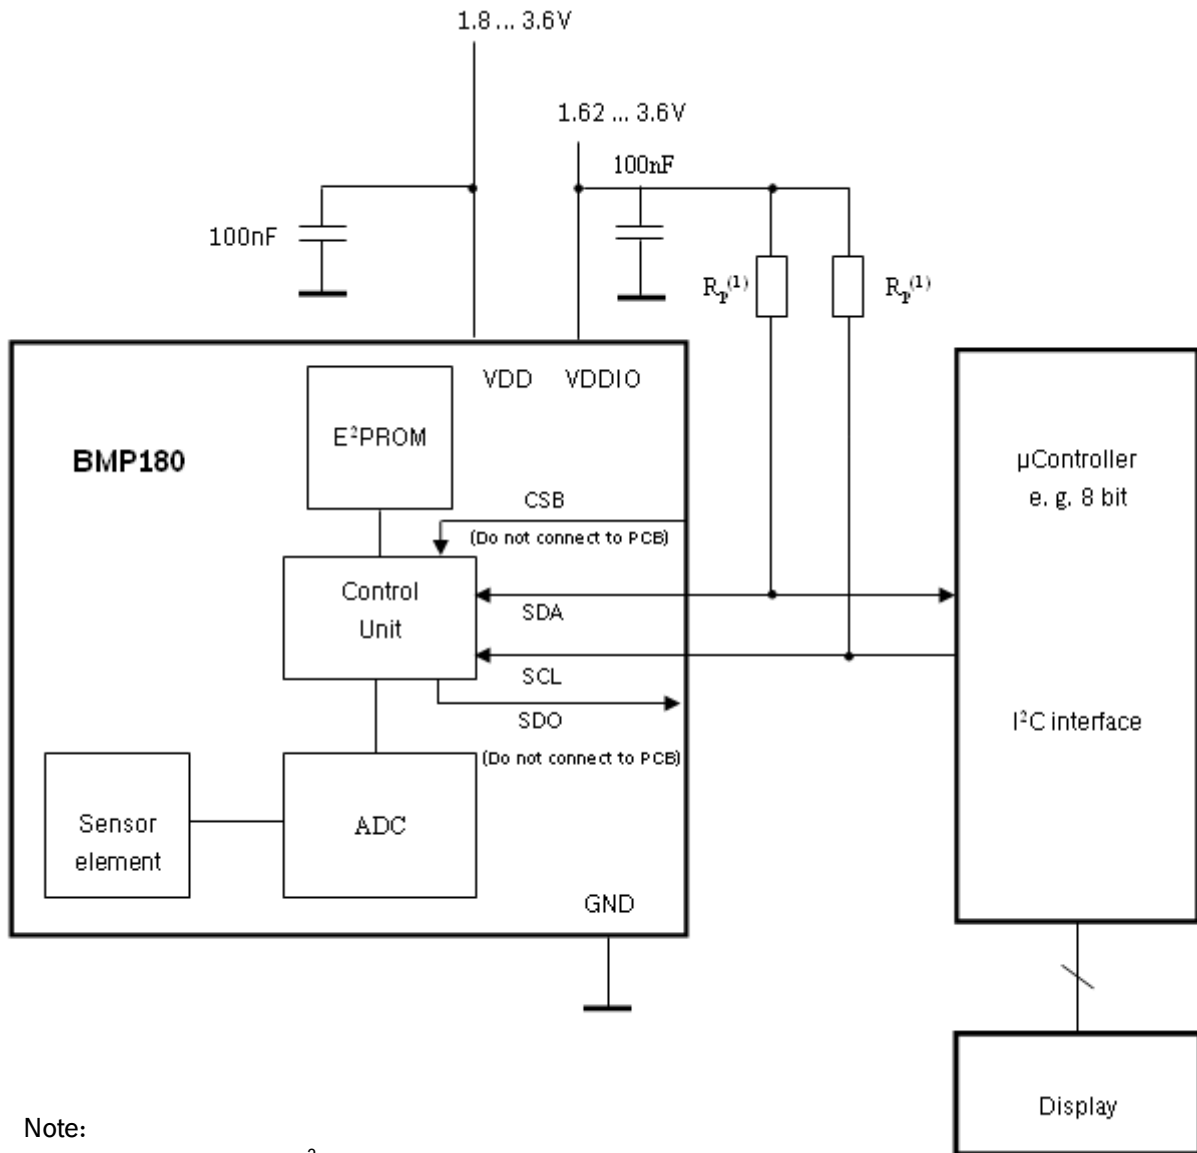 1.8 ... 3.6V
1.62 ... 3.6V
100nF
100nF
Rp(1)
Rp(1)
VDD
VDDIO
E²PROM
BMP180
CSB
(Do not connect to PCB)
Control
Unit
SDA
SCL
SDO
(Do not connect to PCB)
Sensor
element
ADC
GND
µController
e. g. 8 bit
I²C interface
Display
Note:
2